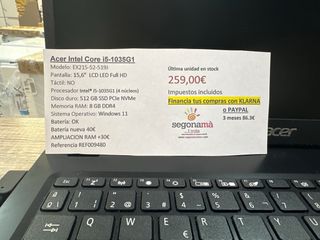 Acer Intel Core i5-1035G1
Modelo: EX215-52-519J
Pantalla: 15,6" LCD LED Full HD
Táctil: NO
Procesador Intel® i5-1035G1 (4 núcleos)
Disco duro: 512 GB SSD PCIe NVMe
Memoria RAM: 8 GB DDR4
Sistema Operativo: Windows 11
Batería: OK
Batería nueva 40€
AMPLIACION RAM +30€
Referencia REF009480
Última unidad en stock
259,00€
Impuestos incluidos
Financia tus compras con KLARNA
o PAYPAL
3 meses 86.3€
segonamà
acer